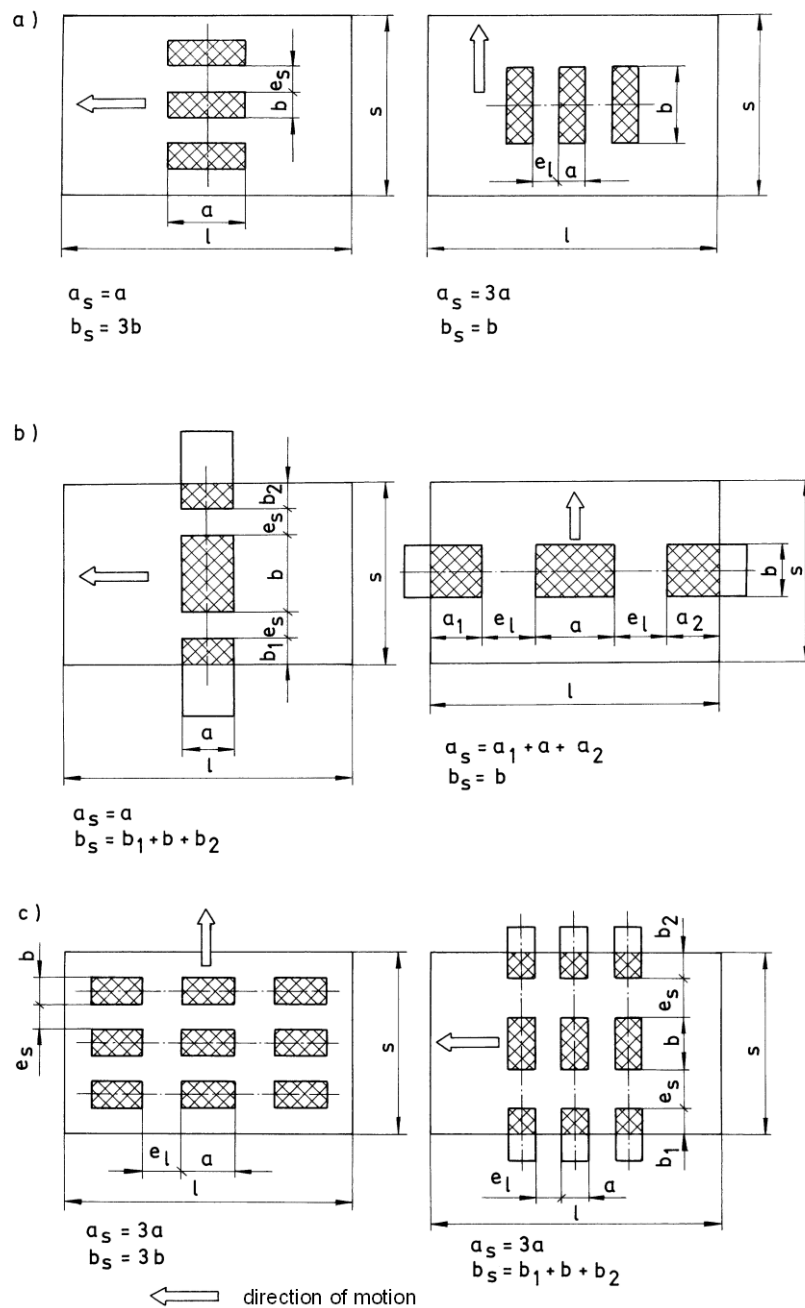 a)
e_s
b
s
a
l
s
b
e_l
a
l
a_s = a
b_s = 3b
a_s = 3a
b_s = b
b)
b_2
e_s
b
e_s
b_1
s
a
l
a_s = a
b_s = b_1 + b + b_2
b
s
a_1
e_l
a
e_l
a_2
l
a_s = a_1 + a + a_2
b_s = b
c)
b
e_s
s
e_l
a
l
a_s = 3a
b_s = 3b
b_2
e_s
b
e_s
b_1
s
e_l
a
l
a_s = 3a
b_s = b_1 + b + b_2
direction of motion